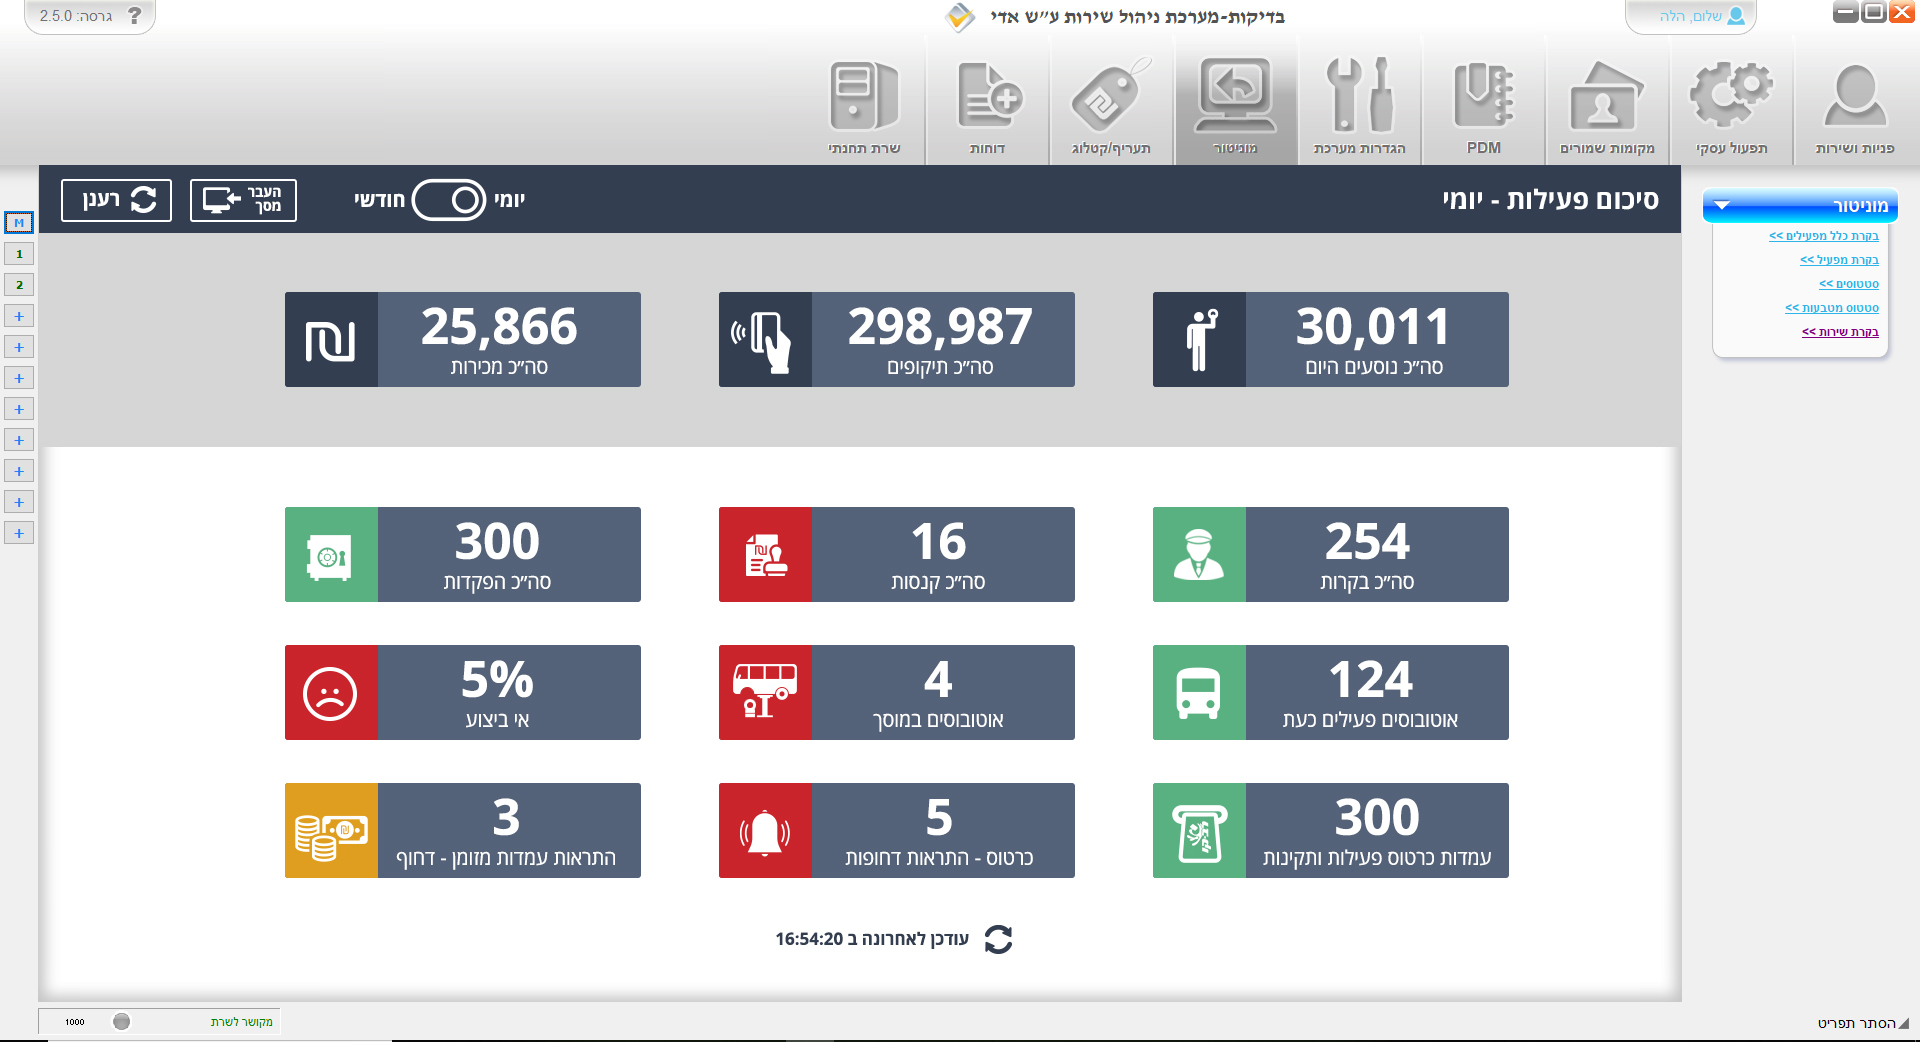 שלום, הלה
בדיקות-מערכת ניהול שירות ע״ש אדי
גרסה: 2.5.0 ?
פניות ושירות
תפעול עסקי
מקומות שמורים
PDM
הגדרות מערכת
מוניטור
תעריף/קטלוג
דוחות
שרת תחנתי
מוניטור
בקרת כלל מפעילים >>
בקרת מפעיל >>
סטטוסים >>
סטטוס מטבעות >>
בקרת שירות >>
סיכום פעילות - יומי
יומי
חודשי
העבר
מסך
רענן
M
1
2
+
+
+
+
+
+
+
+
30,011
סה״כ נוסעים היום
298,987
סה״כ תיקופים
25,866
סה״כ מכירות
₪
254
סה״כ בקרות
16
סה״כ קנסות
300
סה״כ הפקדות
124
אוטובוסים פעילים כעת
4
אוטובוסים במוסך
5%
אי ביצוע
300
עמדות כרטוס פעילות ותקינות
5
כרטוס - התראות דחופות
3
התראות עמדות מזומן - דחוף
עודכן לאחרונה ב 16:54:20
מקושר לשרת
1000
הסתר תפריט